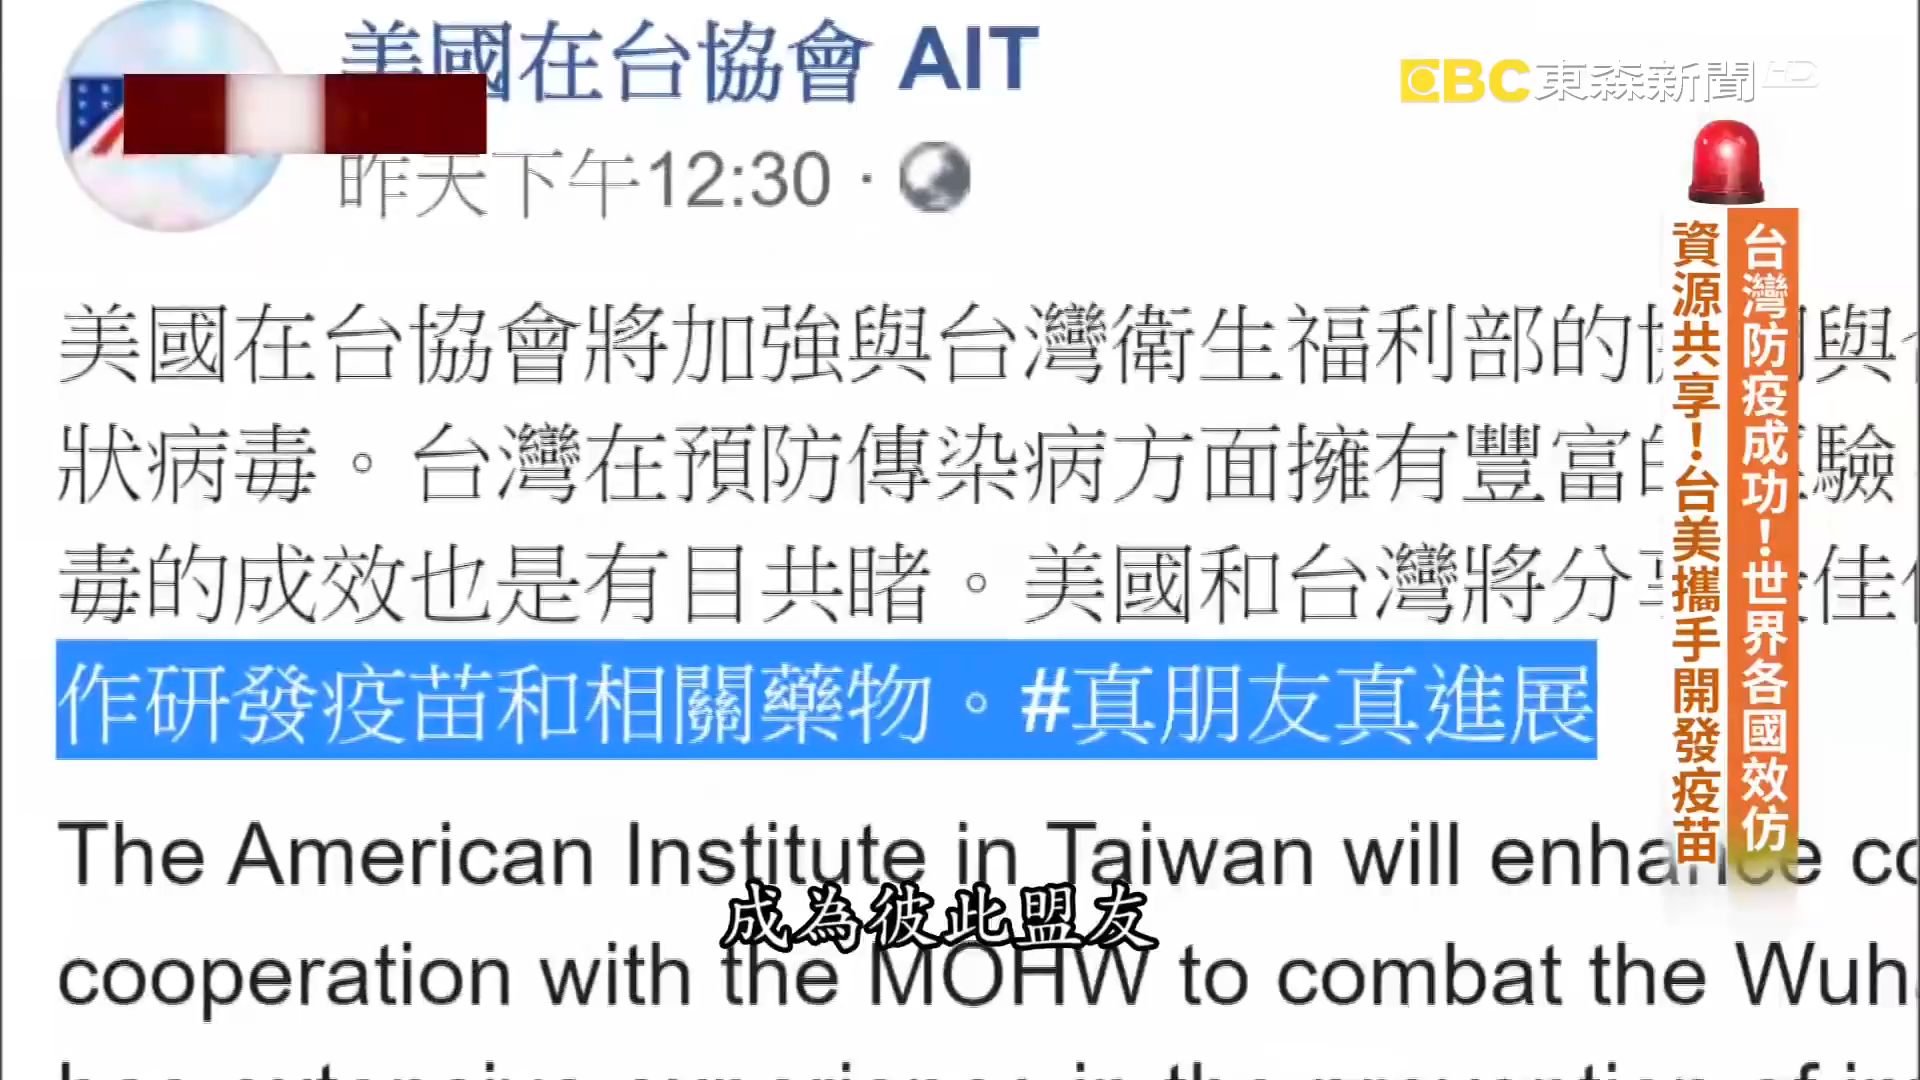 美國在台協會 AIT
昨天下午12:30
EBC東森新聞HD
台灣防疫成功!世界各國效仿
資源共享!台美攜手開發疫苗
美國在台協會將加強與台灣衛生福利部的 與
狀病毒。台灣在預防傳染病方面擁有豐富 驗
毒的成效也是有目共睹。美國和台灣將分 佳
作研發疫苗和相關藥物。#真朋友真進展
The American Institute in Taiwan will enhance
成為彼此盟友
cooperation with the MOHW to combat the